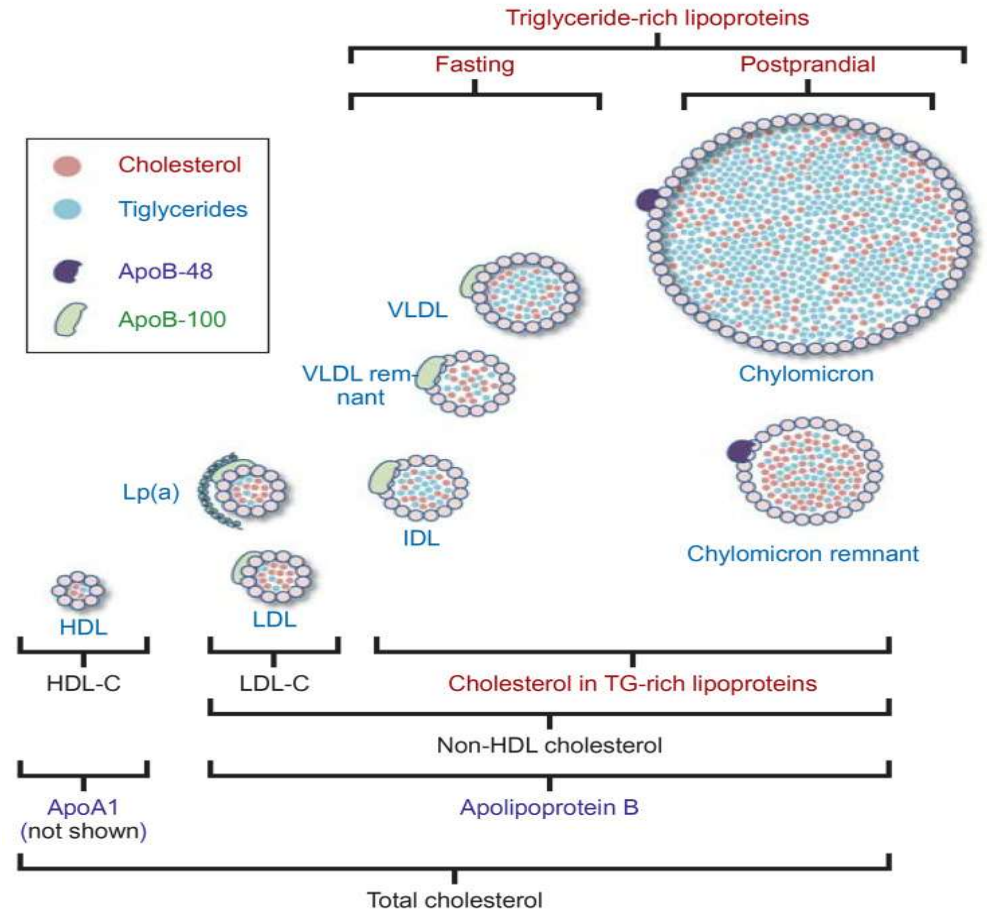 Triglyceride-rich lipoproteins
Fasting
Postprandial
Cholesterol
Tiglycerides
ApoB-48
ApoB-100
VLDL
VLDL rem-
nant
Chylomicron
Lp(a)
IDL
Chylomicron remnant
HDL
LDL
HDL-C
LDL-C
Cholesterol in TG-rich lipoproteins
Non-HDL cholesterol
ApoA1
(not shown)
Apolipoprotein B
Total cholesterol